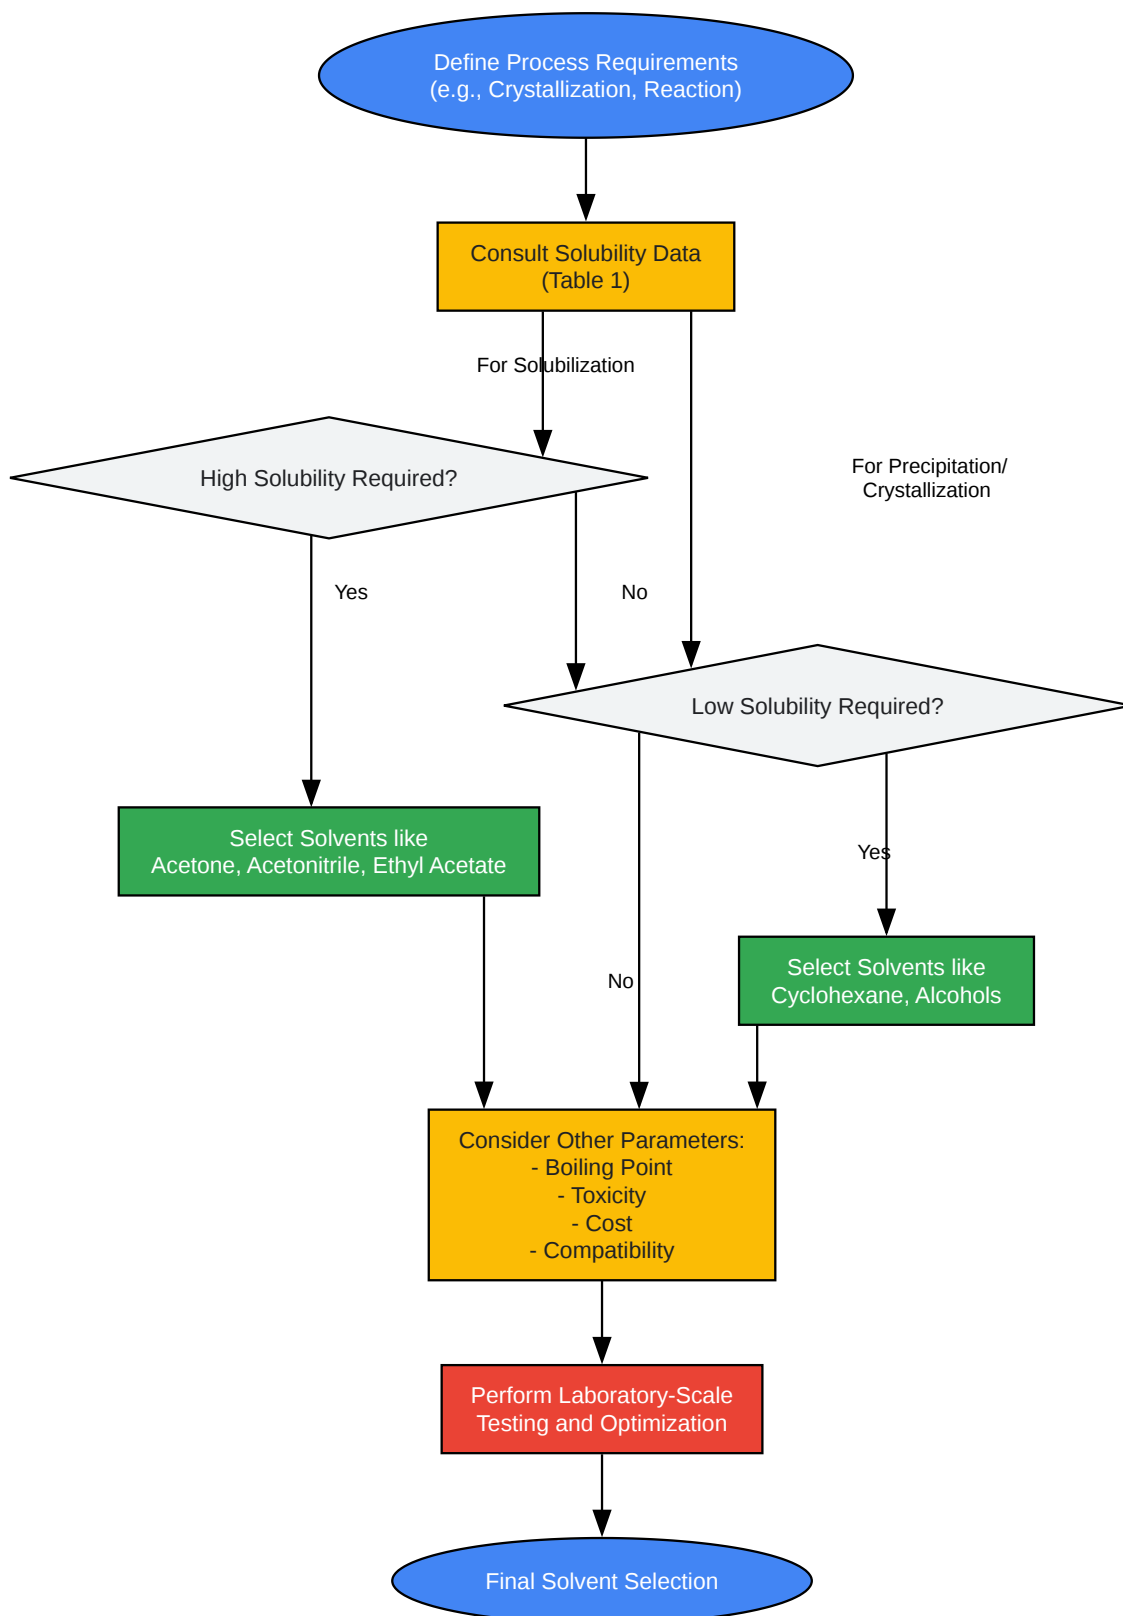 Define Process Requirements
(e.g., Crystallization, Reaction)
Consult Solubility Data
(Table 1)
For Solubilization
For Precipitation/
Crystallization
High Solubility Required?
Yes
No
Low Solubility Required?
Select Solvents like
Acetone, Acetonitrile, Ethyl Acetate
Yes
No
Select Solvents like
Cyclohexane, Alcohols
Consider Other Parameters:
- Boiling Point
- Toxicity
- Cost
- Compatibility
Perform Laboratory-Scale
Testing and Optimization
Final Solvent Selection